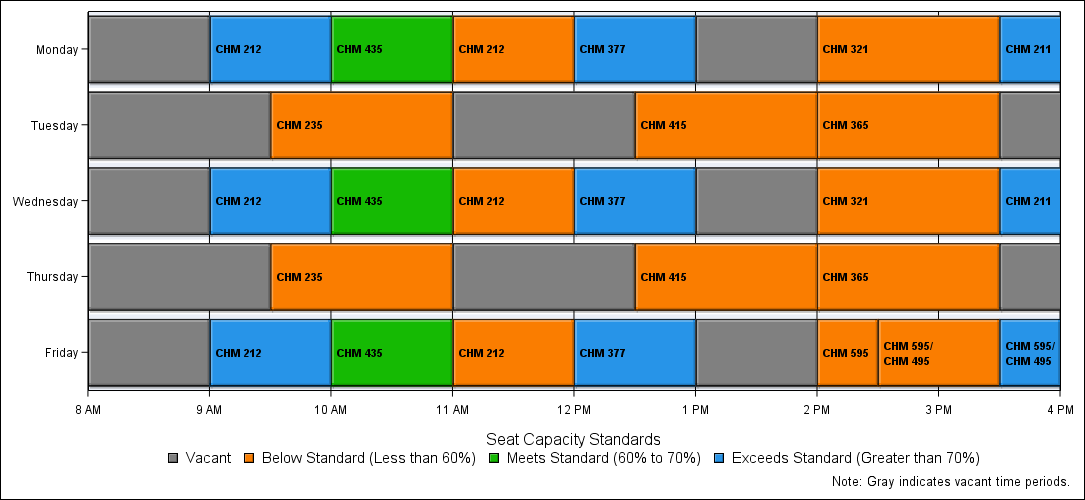 Monday
CHM 212
CHM 435
CHM 212
CHM 377
CHM 321
CHM 211
Tuesday
CHM 235
CHM 415
CHM 365
Wednesday
CHM 212
CHM 435
CHM 212
CHM 377
CHM 321
CHM 211
Thursday
CHM 235
CHM 415
CHM 365
Friday
CHM 212
CHM 435
CHM 212
CHM 377
CHM 595
CHM 595/
CHM 495
CHM 595/
CHM 495
8 AM 9 AM 10 AM 11 AM 12 PM 1 PM 2 PM 3 PM 4 PM
Seat Capacity Standards
Vacant Below Standard (Less than 60%) Meets Standard (60% to 70%) Exceeds Standard (Greater than 70%)
Note: Gray indicates vacant time periods.